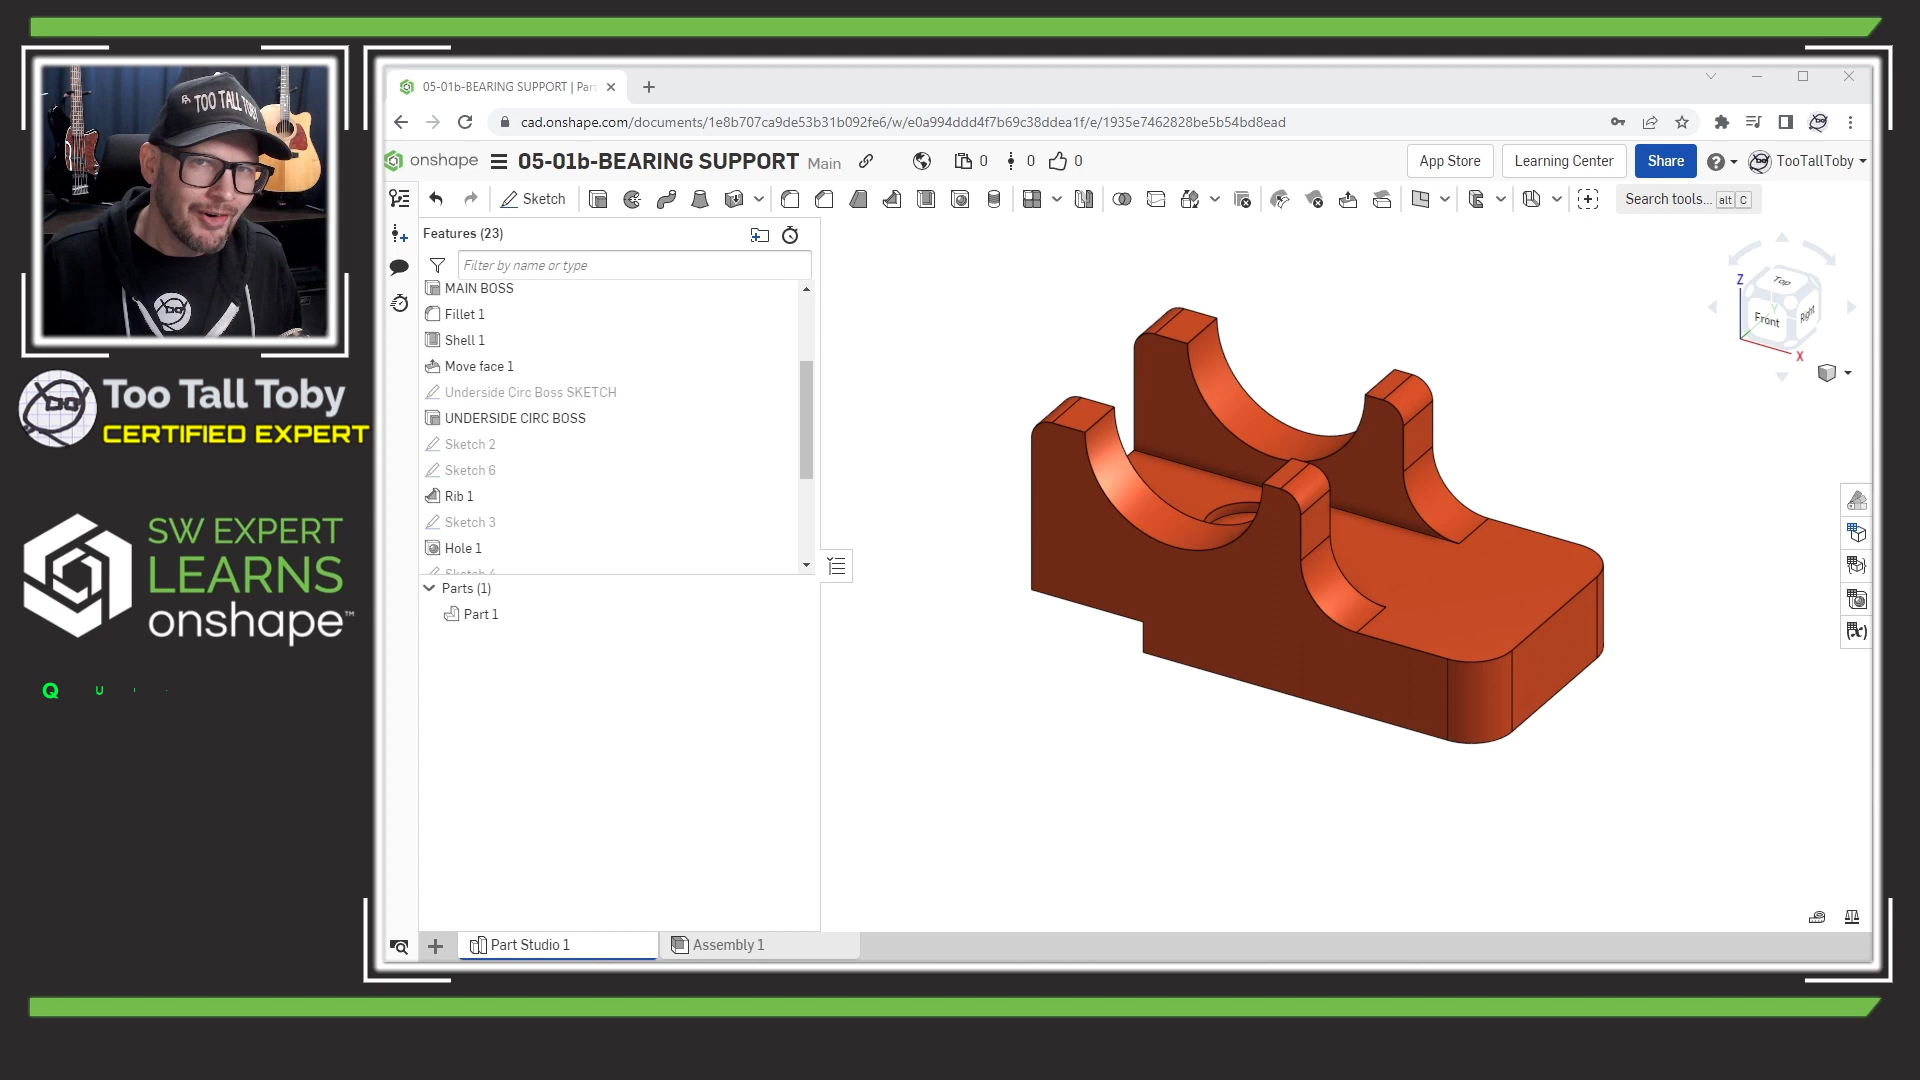 05-01b-BEARING SUPPORT | Part
cad.onshape.com/documents/1e8b707ca9de53b31b092fe6/w/e0a994ddd4f7b69c38ddea1f/e/1935e7462828be5b54bd8ead
onshape 05-01b-BEARING SUPPORT Main 0 0 0 App Store Learning Center Share TooTallToby
Sketch Search tools... alt C
Features (23)
Filter by name or type
MAIN BOSS
Fillet 1
Shell 1
Move face 1
Underside Circ Boss SKETCH
UNDERSIDE CIRC BOSS
Sketch 2
Sketch 6
Rib 1
Sketch 3
Hole 1
Sketch 4
Parts (1)
Part 1
Z
Top
Front
Right
X
Part Studio 1
Assembly 1
TOO TALL TOBY
Too Tall Toby
CERTIFIED EXPERT
SW EXPERT
LEARNS
onshape™
Q U